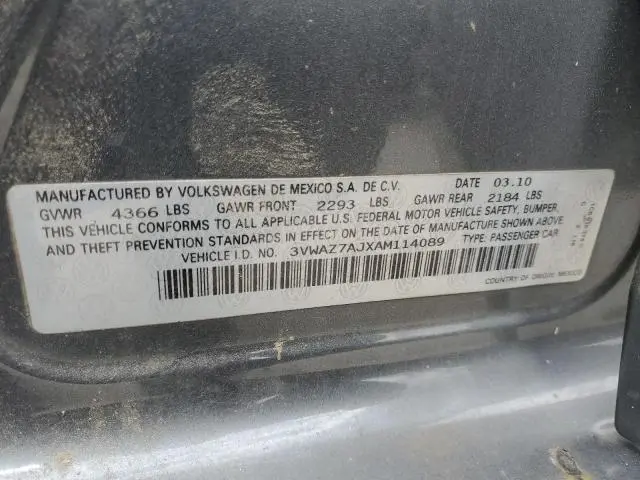 MANUFACTURED BY VOLKSWAGEN DE MEXICO S.A. DE C.V. DATE 03.10
GVWR 4366 LBS GAWR FRONT 2293 LBS GAWR REAR 2184 LBS
THIS VEHICLE CONFORMS TO ALL APPLICABLE U.S. FEDERAL MOTOR VEHICLE SAFETY, BUMPER,
AND THEFT PREVENTION STANDARDS IN EFFECT ON THE DATE OF MANUFACTURE SHOWN ABOVE
VEHICLE I.D. NO. 3VWAZ7AJXAM114089 TYPE: PASSENGER CAR
COUNTRY OF ORIGIN: MEXICO